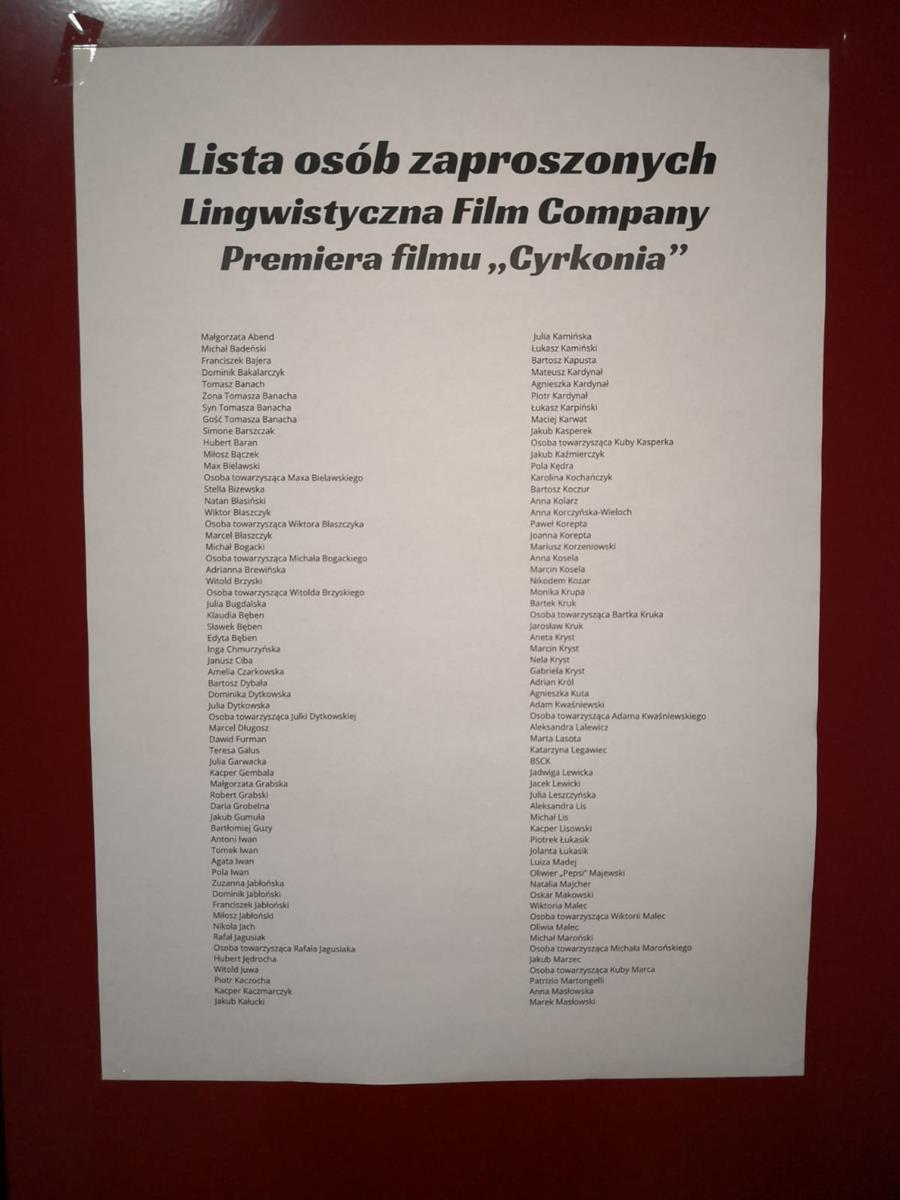 Lista osób zaproszonych
Lingwistyczna Film Company
Premiera filmu „Cyrkonia”
Małgorzata Abend
Michał Badeński
Franciszek Bajera
Dominik Bakalarczyk
Tomasz Banach
Żona Tomasza Banacha
Syn Tomasza Banacha
Gość Tomasza Banacha
Simone Barszczak
Hubert Baran
Miłosz Bączek
Max Bielawski
Osoba towarzysząca Maxa Bielawskiego
Stella Bizewska
Natan Błasiński
Wiktor Błaszczyk
Osoba towarzysząca Wiktora Błaszczyka
Marcel Błaszczyk
Michał Bogacki
Osoba towarzysząca Michała Bogackiego
Adrianna Brewińska
Witold Brzyski
Osoba towarzysząca Witolda Brzyskiego
Julia Bugdalska
Klaudia Bęben
Sławek Bęben
Edyta Bęben
Inga Chmurzyńska
Janusz Ciba
Amelia Czarkowska
Bartosz Dybała
Dominika Dytkowska
Julia Dytkowska
Osoba towarzysząca Julki Dytkowskiej
Marcel Długosz
Dawid Furman
Teresa Galus
Julia Garwacka
Kacper Gembala
Małgorzata Grabska
Robert Grabski
Daria Grobelna
Jakub Gumuła
Bartłomiej Guzy
Antoni Iwan
Tomek Iwan
Agata Iwan
Pola Iwan
Zuzanna Jabłońska
Dominik Jabłoński
Franciszek Jabłoński
Miłosz Jabłoński
Nikola Jach
Rafał Jagusiak
Osoba towarzysząca Rafała Jagusiaka
Hubert Jędrocha
Witold Juwa
Piotr Kaczocha
Kacper Kaczmarczyk
Jakub Kałucki
Julia Kamińska
Łukasz Kamiński
Bartosz Kapusta
Mateusz Kardynał
Agnieszka Kardynał
Piotr Kardynał
Łukasz Karpiński
Maciej Karwat
Jakub Kasperek
Osoba towarzysząca Kuby Kasperka
Jakub Kaźmierczyk
Pola Kędra
Karolina Kochańczyk
Bartosz Koczur
Anna Kolarz
Anna Korczyńska-Wieloch
Paweł Korepta
Joanna Korepta
Mariusz Korzeniowski
Anna Kosela
Marcin Kosela
Nikodem Kozar
Monika Krupa
Bartek Kruk
Osoba towarzysząca Bartka Kruka
Jarosław Kruk
Aneta Kryst
Marcin Kryst
Nela Kryst
Gabriela Kryst
Adrian Król
Agnieszka Kuta
Adam Kwaśniewski
Osoba towarzysząca Adama Kwaśniewskiego
Aleksandra Lalewicz
Marta Lasota
Katarzyna Legawiec
BSCK
Jadwiga Lewicka
Jacek Lewicki
Julia Leszczyńska
Aleksandra Lis
Michał Lis
Kacper Lisowski
Piotrek Łukasik
Jolanta Łukasik
Luiza Madej
Oliwier „Pepsi” Majewski
Natalia Majcher
Oskar Makowski
Wiktoria Malec
Osoba towarzysząca Wiktorii Malec
Oliwia Malec
Michał Maroński
Osoba towarzysząca Michała Marońskiego
Jakub Marzec
Osoba towarzysząca Kuby Marca
Patrizio Martongelli
Anna Masłowska
Marek Masłowski